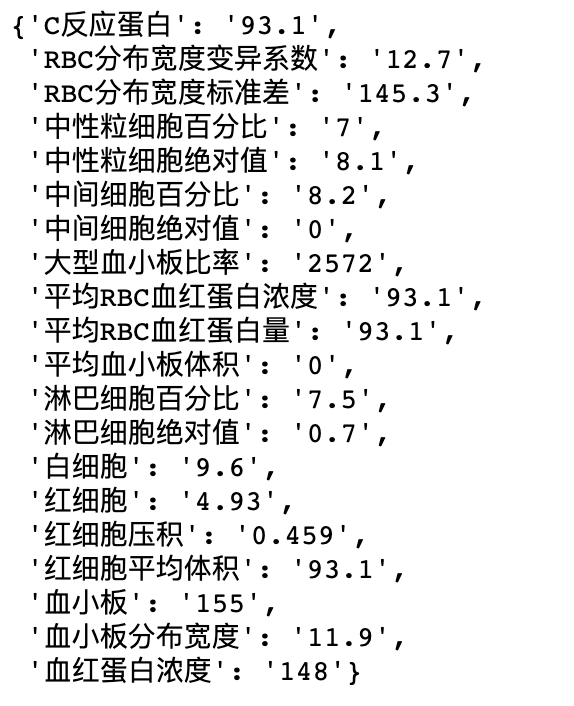 {'C反应蛋白': '93.1',
'RBC分布宽度变异系数': '12.7',
'RBC分布宽度标准差': '145.3',
'中性粒细胞百分比': '7',
'中性粒细胞绝对值': '8.1',
'中间细胞百分比': '8.2',
'中间细胞绝对值': '0',
'大型血小板比率': '2572',
'平均RBC血红蛋白浓度': '93.1',
'平均RBC血红蛋白量': '93.1',
'平均血小板体积': '0',
'淋巴细胞百分比': '7.5',
'淋巴细胞绝对值': '0.7',
'白细胞': '9.6',
'红细胞': '4.93',
'红细胞压积': '0.459',
'红细胞平均体积': '93.1',
'血小板': '155',
'血小板分布宽度': '11.9',
'血红蛋白浓度': '148'}